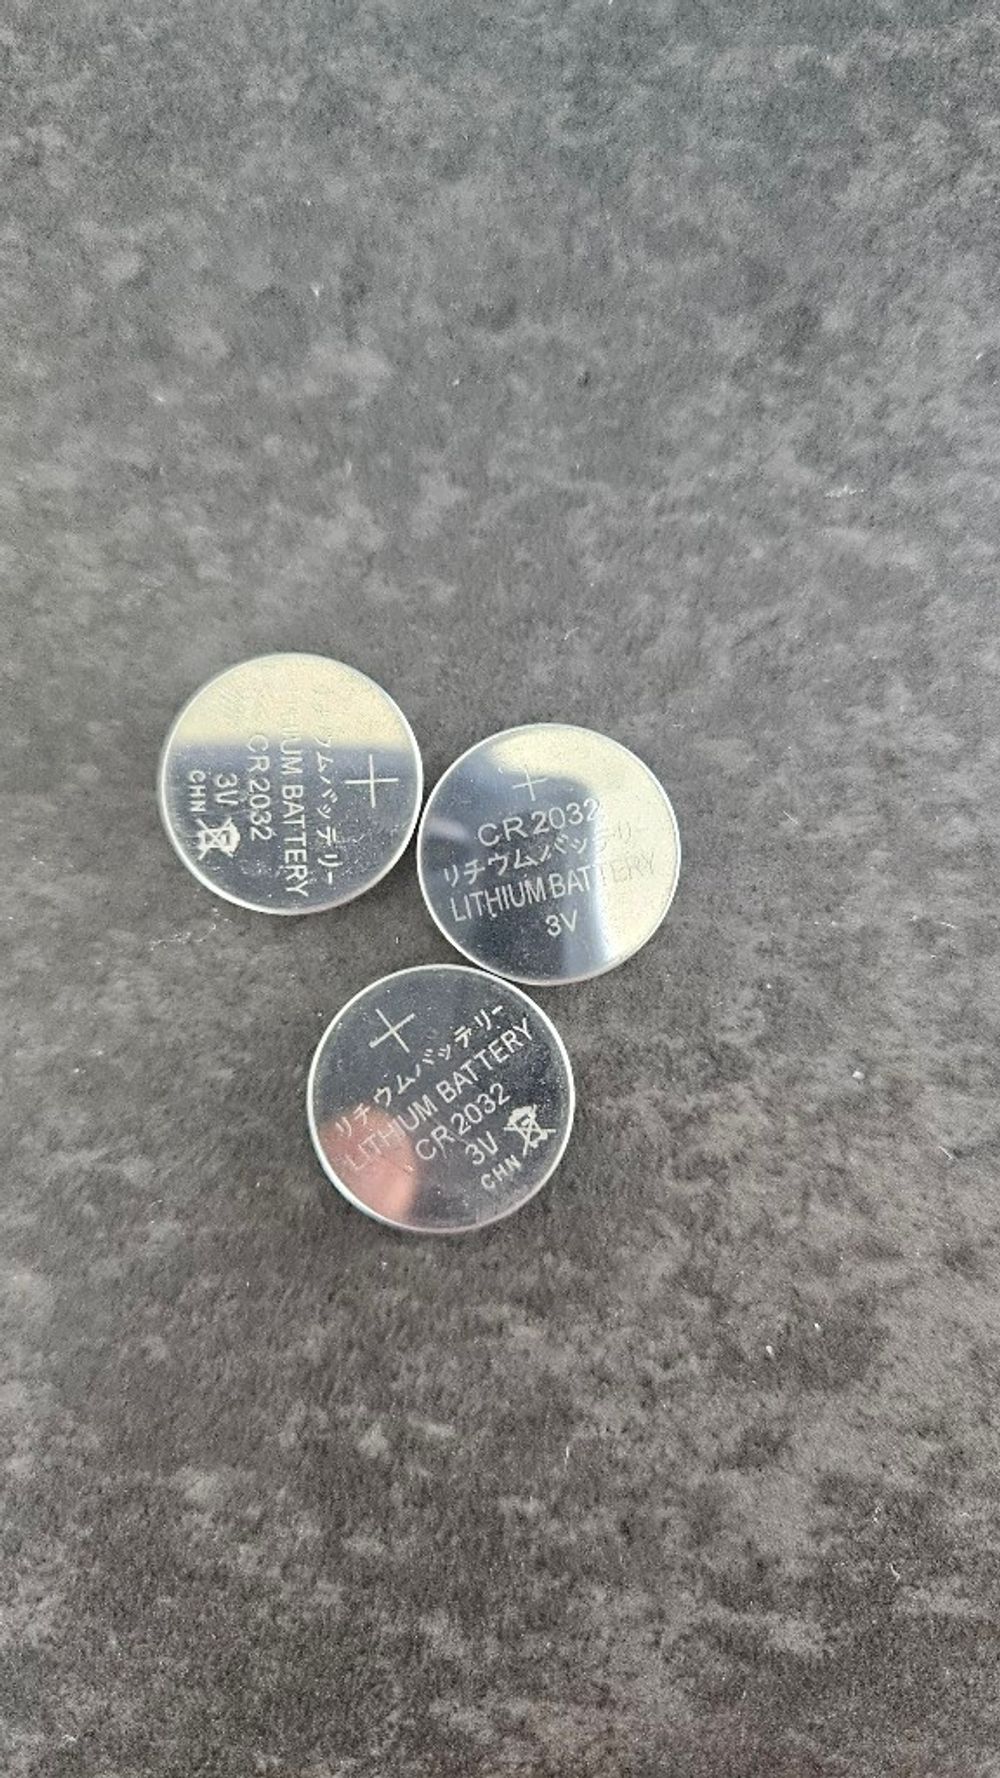 +
リチウムバッテリー
LITHIUM BATTERY
CR2032
3V
CHN
+
CR2032
リチウムバッテリー
LITHIUM BATTERY
3V
+
リチウムバッテリー
LITHIUM BATTERY
CR2032
3V
CHN